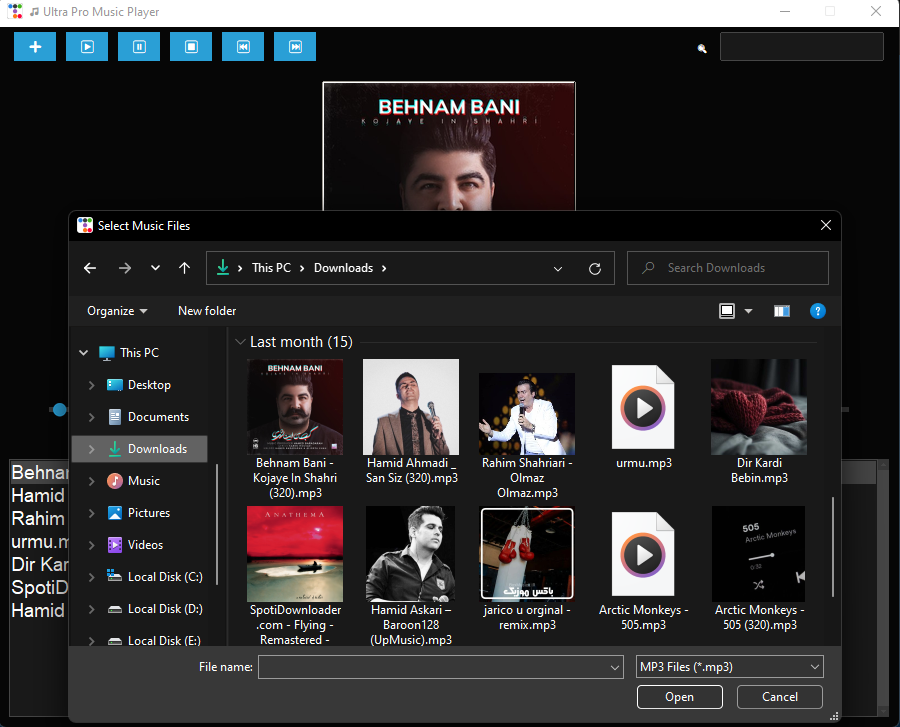 Ultra Pro Music Player
BEHNAM BANI
KOJAYE IN SHAHRI
Select Music Files
This PC
Downloads
Search Downloads
Organize
New folder
?
This PC
Desktop
Documents
Downloads
Music
Pictures
Videos
Local Disk (C:)
Local Disk (D:)
Local Disk (E:)
Last month (15)
BEHNAM BANI
KOJAYE IN SHAHRI
Behnam Bani -
Kojaye In Shahri
(320).mp3
Hamid Ahmadi _
San Siz (320).mp3
Rahim Shahriari -
Olmaz
Olmaz.mp3
urmu.mp3
Dir Kardi
Bebin.mp3
ANATHEMA
SpotiDownloader
.com - Flying -
Remastered -
Hamid Askari –
Baroon128
(UpMusic).mp3
باکس موزیک
jarico u orginal -
remix.mp3
Arctic Monkeys -
505.mp3
505
Arctic Monkeys
0:32
Arctic Monkeys -
505 (320).mp3
Behnam
Hamid
Rahim
urmu.m
Dir Kar
SpotiD
Hamid
File name:
MP3 Files (*.mp3)
Open
Cancel